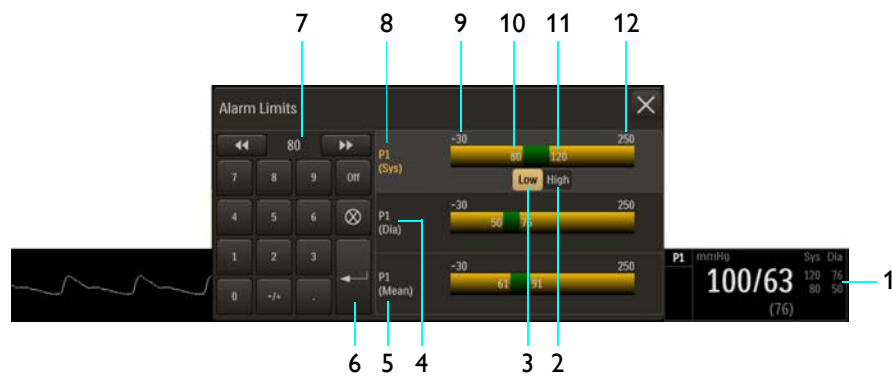 7 8 9 10 11 12
Alarm Limits
80
7 8 9 Off
4 5 6
1 2 3
0 -/+ .
P1
(Sys)
-30 250
80 120
Low High
P1
(Dia)
-30 250
50 76
P1
(Mean)
-30 250
61 91
P1 mmHg Sys Dia
100/63 120 76
80 50
(76)
1
6 5 4 3 2